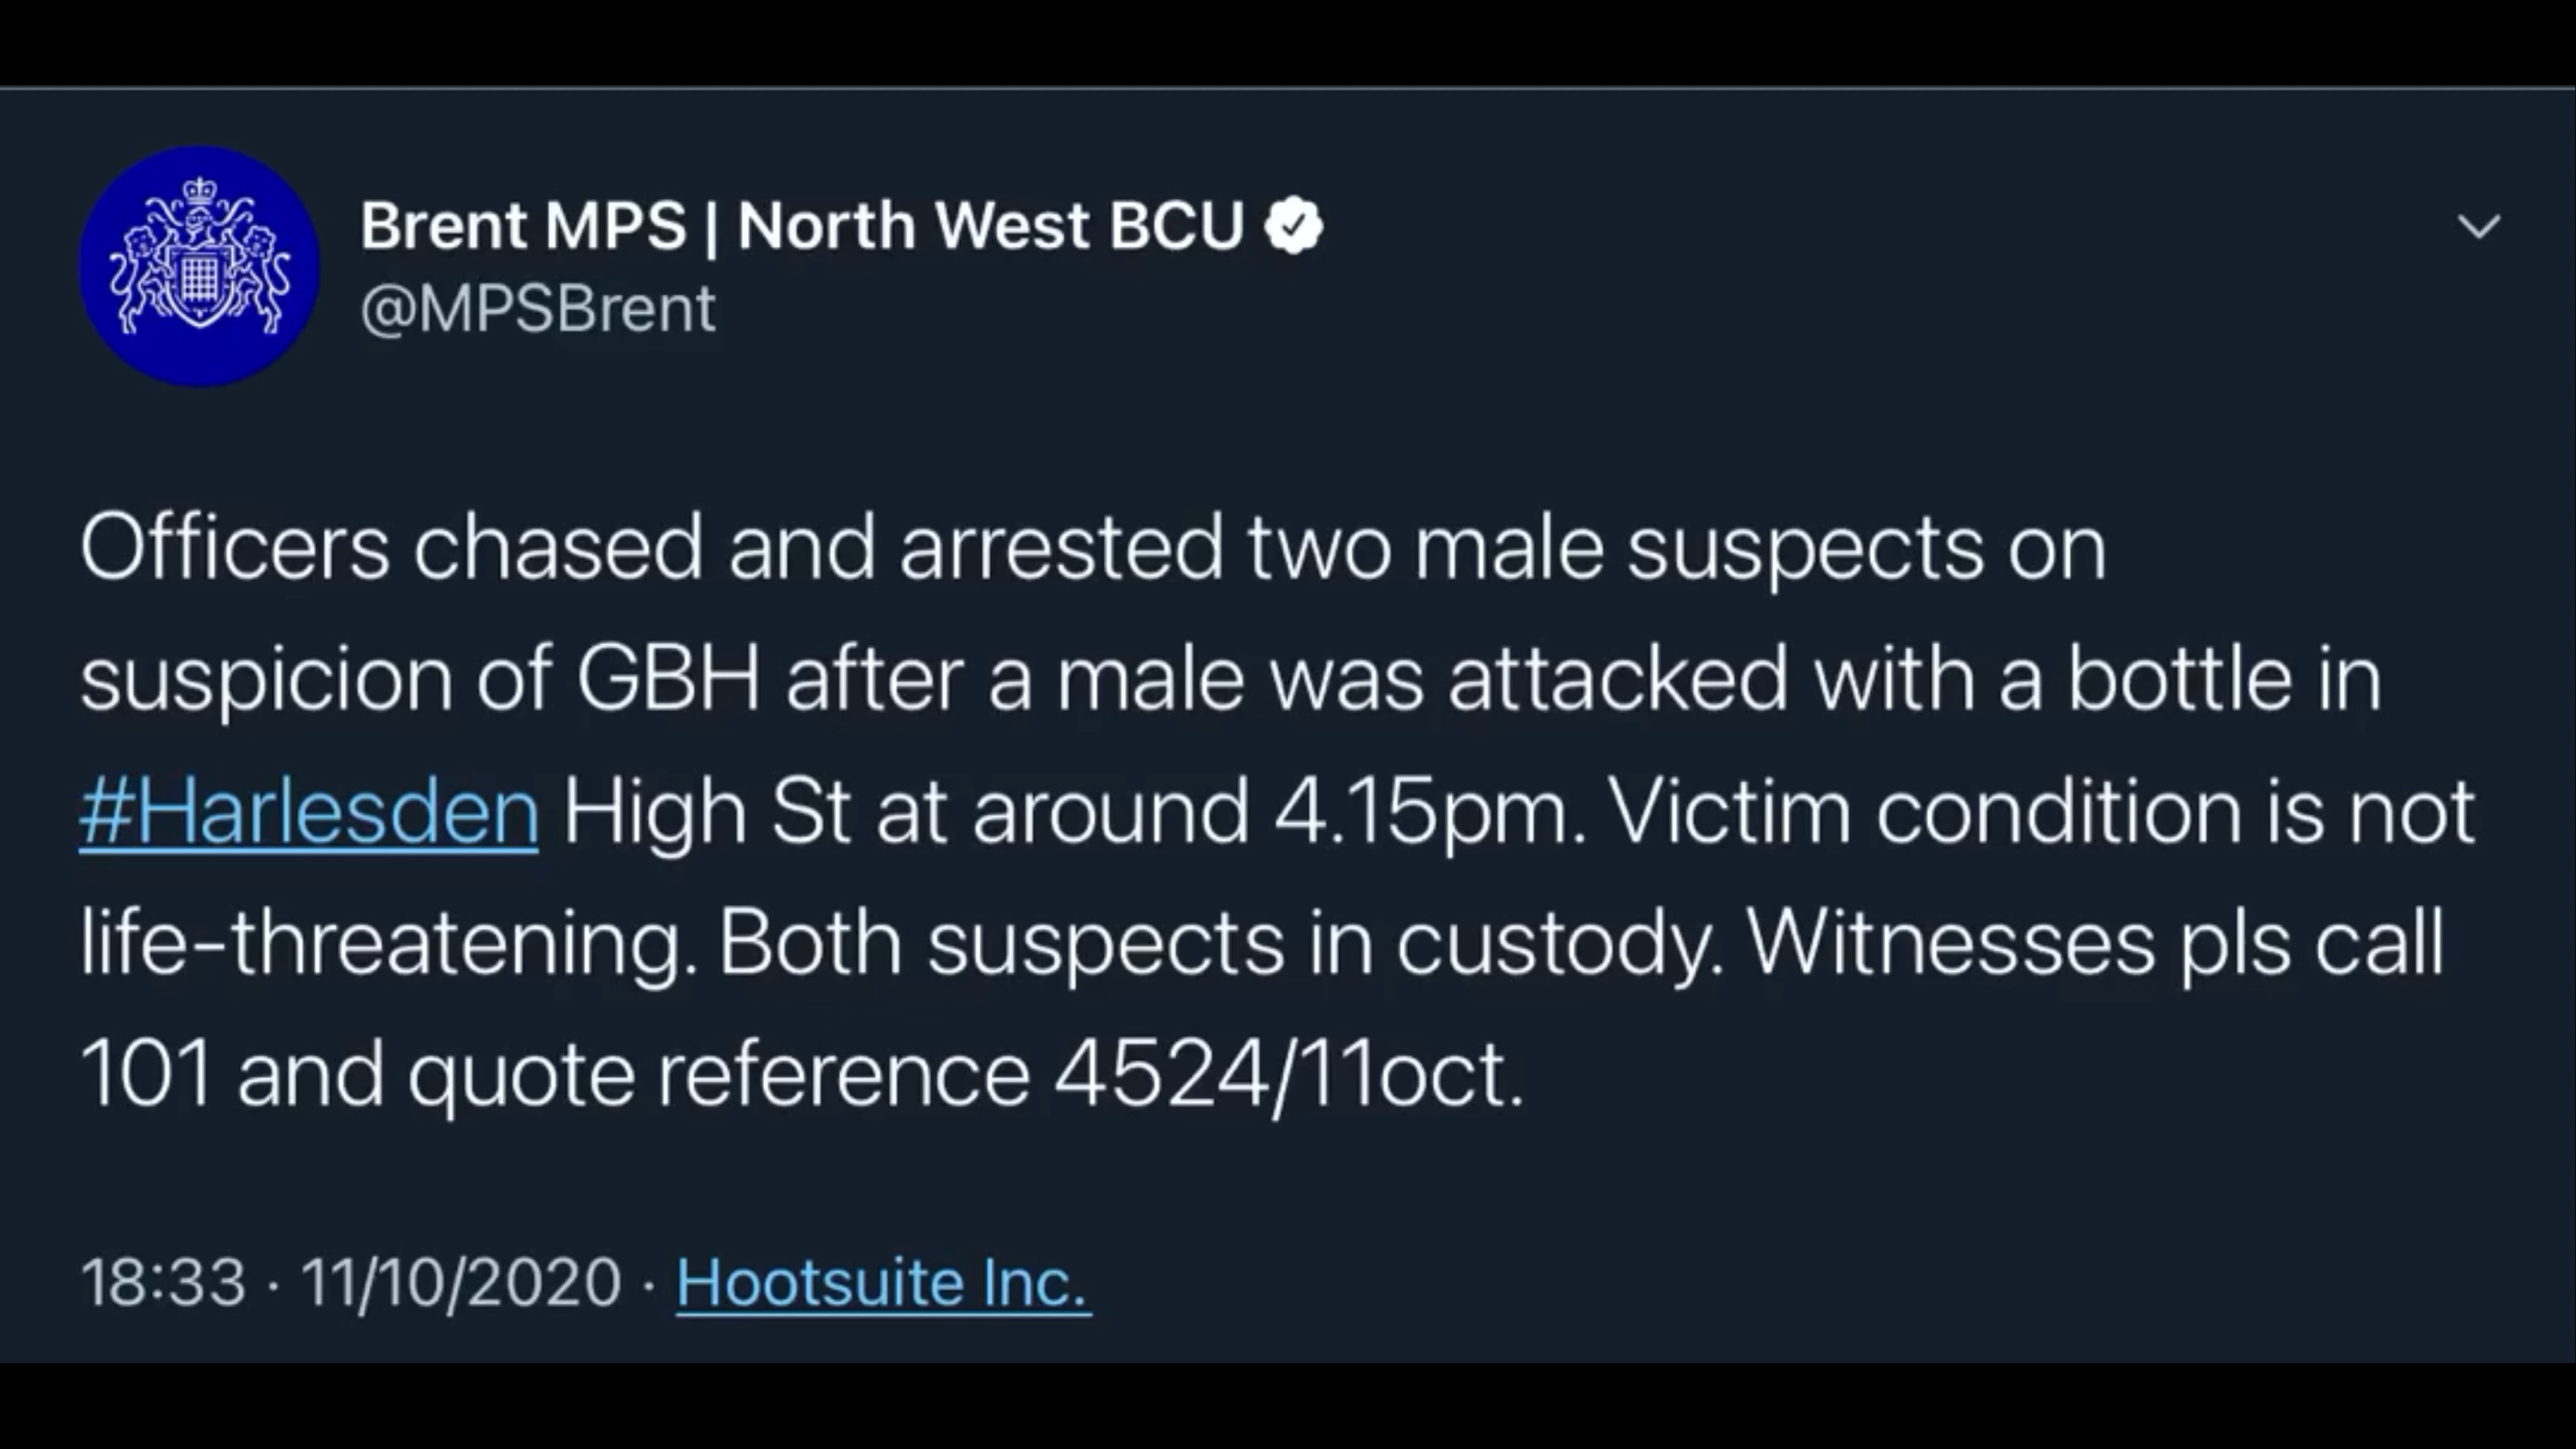 Brent MPS | North West BCU
@MPSBrent
Officers chased and arrested two male suspects on
suspicion of GBH after a male was attacked with a bottle in
#Harlesden High St at around 4.15pm. Victim condition is not
life-threatening. Both suspects in custody. Witnesses pls call
101 and quote reference 4524/11oct.
18:33 · 11/10/2020 · Hootsuite Inc.